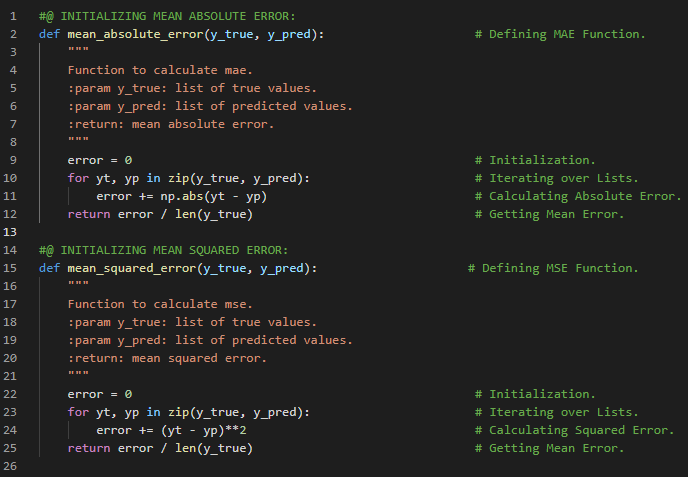 1 #@ INITIALIZING MEAN ABSOLUTE ERROR:
2 def mean_absolute_error(y_true, y_pred): # Defining MAE Function.
3 """
4 Function to calculate mae.
5 :param y_true: list of true values.
6 :param y_pred: list of predicted values.
7 :return: mean absolute error.
8 """
9 error = 0 # Initialization.
10 for yt, yp in zip(y_true, y_pred): # Iterating over Lists.
11 error += np.abs(yt - yp) # Calculating Absolute Error.
12 return error / len(y_true) # Getting Mean Error.
13
14 #@ INITIALIZING MEAN SQUARED ERROR:
15 def mean_squared_error(y_true, y_pred): # Defining MSE Function.
16 """
17 Function to calculate mse.
18 :param y_true: list of true values.
19 :param y_pred: list of predicted values.
20 :return: mean squared error.
21 """
22 error = 0 # Initialization.
23 for yt, yp in zip(y_true, y_pred): # Iterating over Lists.
24 error += (yt - yp)**2 # Calculating Squared Error.
25 return error / len(y_true) # Getting Mean Error.
26